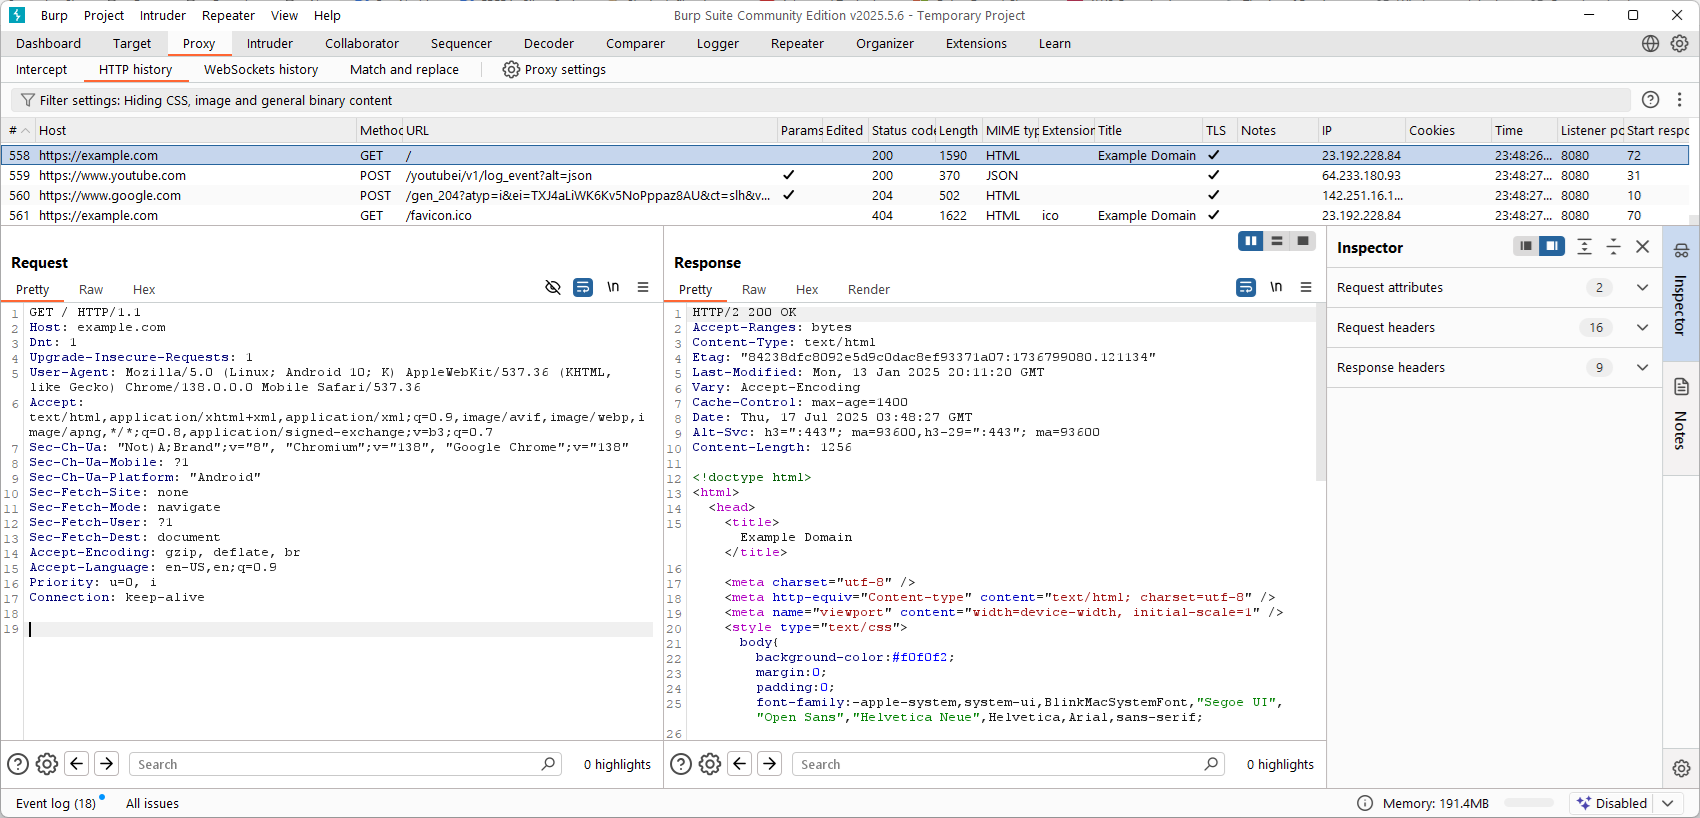 Burp Project Intruder Repeater View Help Burp Suite Community Edition v2025.5.6 - Temporary Project
Dashboard Target Proxy Intruder Collaborator Sequencer Decoder Comparer Logger Repeater Organizer Extensions Learn
Intercept HTTP history WebSockets history Match and replace Proxy settings
Filter settings: Hiding CSS, image and general binary content
# Host Method URL Params Edited Status code Length MIME typ Extension Title TLS Notes IP Cookies Time Listener po Start respo
558 https://example.com GET / 200 1590 HTML Example Domain ✓ 23.192.228.84 23:48:26... 8080 72
559 https://www.youtube.com POST /youtubei/v1/log_event?alt=json ✓ 200 370 JSON ✓ 64.233.180.93 23:48:27... 8080 31
560 https://www.google.com POST /gen_204?atyp=i&ei=TXJ4aLiWK6Kv5NoPppaz8AU&ct=slh&v... ✓ 204 502 HTML ✓ 142.251.16.1... 23:48:27... 8080 10
561 https://example.com GET /favicon.ico 404 1622 HTML ico Example Domain ✓ 23.192.228.84 23:48:27... 8080 70
Request
Pretty Raw Hex \n
1 GET / HTTP/1.1
2 Host: example.com
3 Dnt: 1
4 Upgrade-Insecure-Requests: 1
5 User-Agent: Mozilla/5.0 (Linux; Android 10; K) AppleWebKit/537.36 (KHTML,
like Gecko) Chrome/138.0.0.0 Mobile Safari/537.36
6 Accept:
text/html,application/xhtml+xml,application/xml;q=0.9,image/avif,image/webp,i
mage/apng,*/*;q=0.8,application/signed-exchange;v=b3;q=0.7
7 Sec-Ch-Ua: "Not)A;Brand";v="8", "Chromium";v="138", "Google Chrome";v="138"
8 Sec-Ch-Ua-Mobile: ?1
9 Sec-Ch-Ua-Platform: "Android"
10 Sec-Fetch-Site: none
11 Sec-Fetch-Mode: navigate
12 Sec-Fetch-User: ?1
13 Sec-Fetch-Dest: document
14 Accept-Encoding: gzip, deflate, br
15 Accept-Language: en-US,en;q=0.9
16 Priority: u=0, i
17 Connection: keep-alive
18
19
Search 0 highlights
Response
Pretty Raw Hex Render \n
1 HTTP/2 200 OK
2 Accept-Ranges: bytes
3 Content-Type: text/html
4 Etag: "84238dfc8092e5d9c0dac8ef93371a07:1736799080.121134"
5 Last-Modified: Mon, 13 Jan 2025 20:11:20 GMT
6 Vary: Accept-Encoding
7 Cache-Control: max-age=1400
8 Date: Thu, 17 Jul 2025 03:48:27 GMT
9 Alt-Svc: h3=":443"; ma=93600,h3-29=":443"; ma=93600
10 Content-Length: 1256
11
12 <!doctype html>
13 <html>
14 <head>
15 <title>
Example Domain
</title>
16
17 <meta charset="utf-8" />
18 <meta http-equiv="Content-type" content="text/html; charset=utf-8" />
19 <meta name="viewport" content="width=device-width, initial-scale=1" />
20 <style type="text/css">
21 body{
22 background-color:#f0f0f2;
23 margin:0;
24 padding:0;
25 font-family:-apple-system,system-ui,BlinkMacSystemFont,"Segoe UI",
"Open Sans","Helvetica Neue",Helvetica,Arial,sans-serif;
26
Search 0 highlights
Inspector
Request attributes 2
Request headers 16
Response headers 9
Inspector
Notes
Event log (18) All issues Memory: 191.4MB Disabled